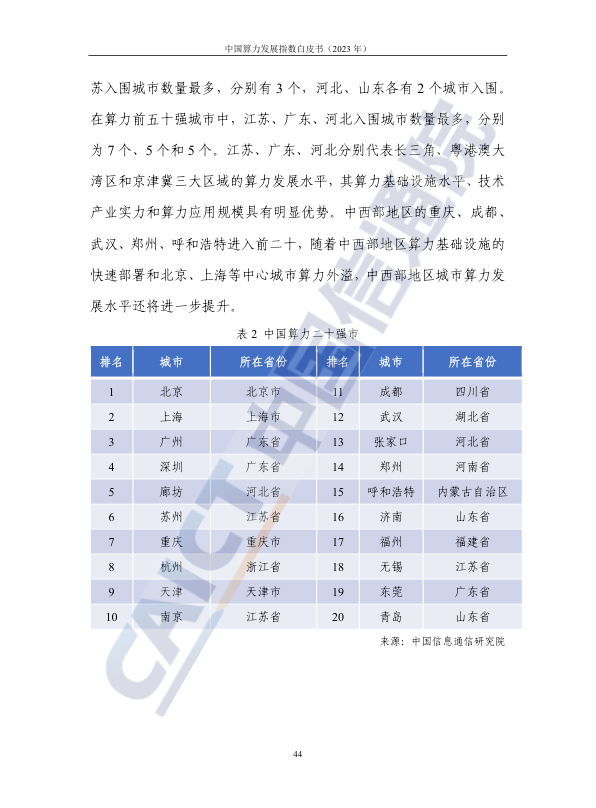 中国算力发展指数白皮书（2023 年）
苏入围城市数量最多，分别有 3 个，河北、山东各有 2 个城市入围。
在算力前五十强城市中，江苏、广东、河北入围城市数量最多，分别
为 7 个、5 个和 5 个。江苏、广东、河北分别代表长三角、粤港澳大
湾区和京津冀三大区域的算力发展水平，其算力基础设施水平、技术
产业实力和算力应用规模具有明显优势。中西部地区的重庆、成都、
武汉、郑州、呼和浩特进入前二十，随着中西部地区算力基础设施的
快速部署和北京、上海等中心城市算力外溢，中西部地区城市算力发
展水平还将进一步提升。
表 2 中国算力二十强市
排名 城市 所在省份 排名 城市 所在省份
1 北京 北京市 11 成都 四川省
2 上海 上海市 12 武汉 湖北省
3 广州 广东省 13 张家口 河北省
4 深圳 广东省 14 郑州 河南省
5 廊坊 河北省 15 呼和浩特 内蒙古自治区
6 苏州 江苏省 16 济南 山东省
7 重庆 重庆市 17 福州 福建省
8 杭州 浙江省 18 无锡 江苏省
9 天津 天津市 19 东莞 广东省
10 南京 江苏省 20 青岛 山东省
来源：中国信息通信研究院
CAICT 中国信通院
44